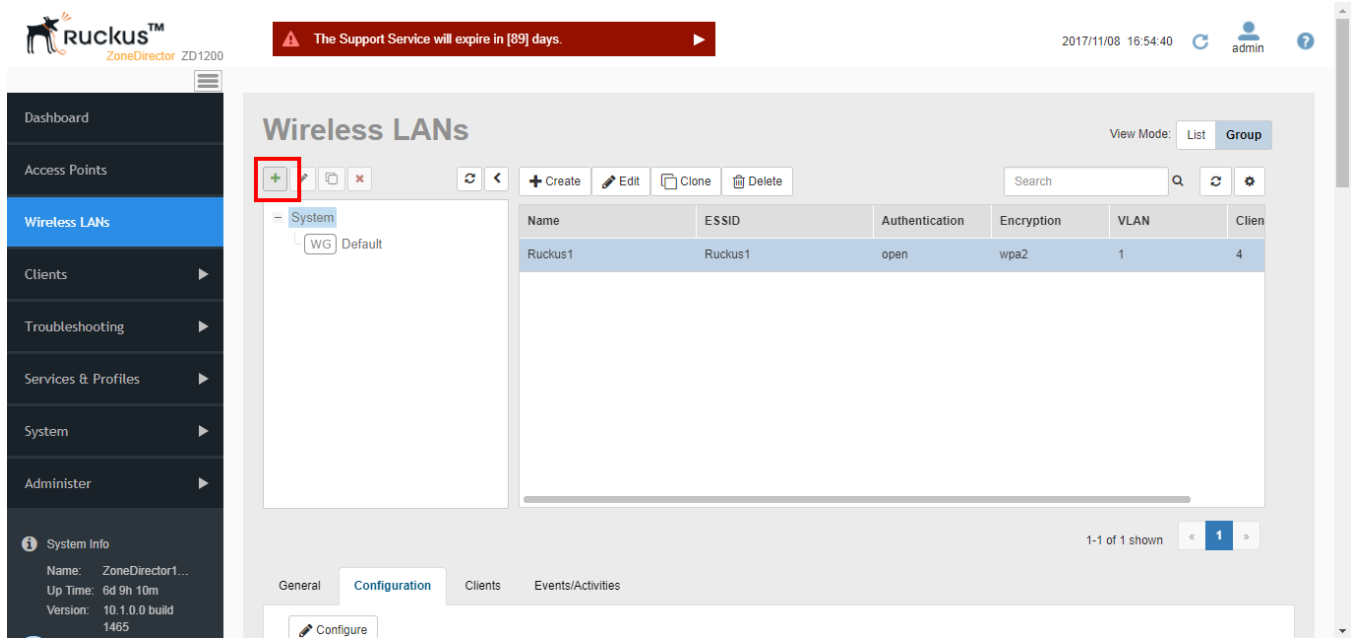 Ruckus™
ZoneDirector ZD1200
The Support Service will expire in [89] days.
2017/11/08 16:54:40
admin
Dashboard
Access Points
Wireless LANs
Clients
Troubleshooting
Services & Profiles
System
Administer
System Info
Name: ZoneDirector1...
Up Time: 6d 9h 10m
Version: 10.1.0.0 build
1465
Wireless LANs
View Mode: List Group
Create Edit Clone Delete
Search
System
WG Default
Name ESSID Authentication Encryption VLAN Clien
Ruckus1 Ruckus1 open wpa2 1 4
1-1 of 1 shown « 1 »
General Configuration Clients Events/Activities
Configure